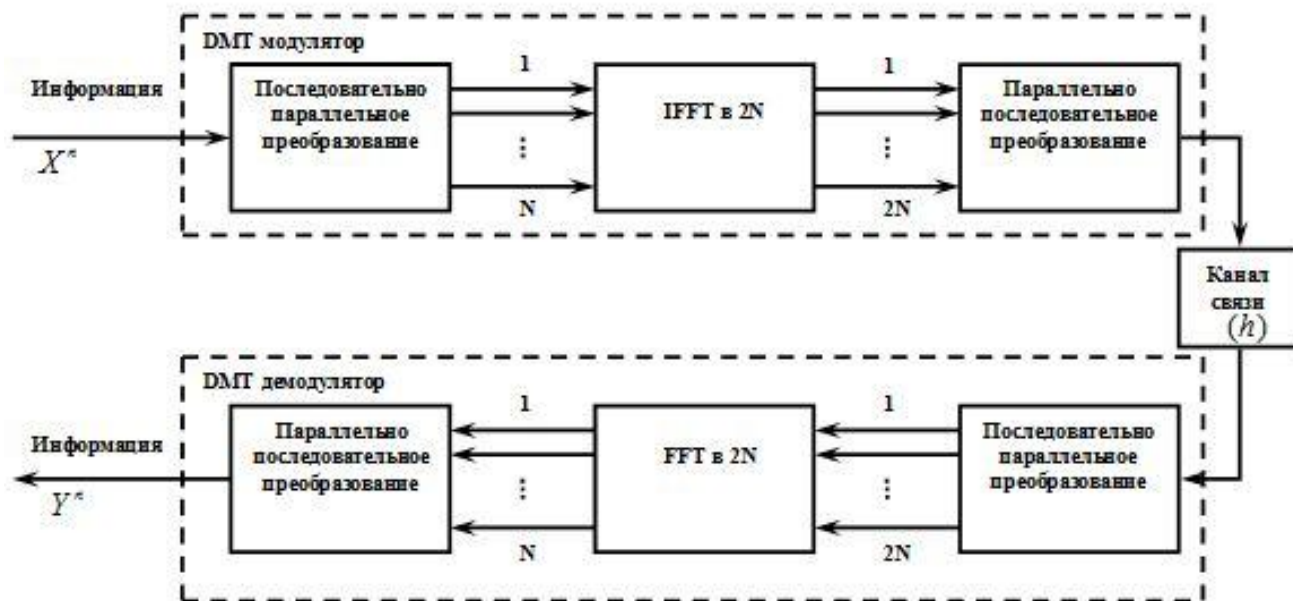 DMT модулятор
Информация
X^n
Последовательно
параллельное
преобразование
1
⋮
N
IFFT в 2N
1
⋮
2N
Параллельно
последовательное
преобразование
Канал
связи
(h)
DMT демодулятор
Информация
Y^n
Параллельно
последовательное
преобразование
1
⋮
N
FFT в 2N
1
⋮
2N
Последовательно
параллельное
преобразование